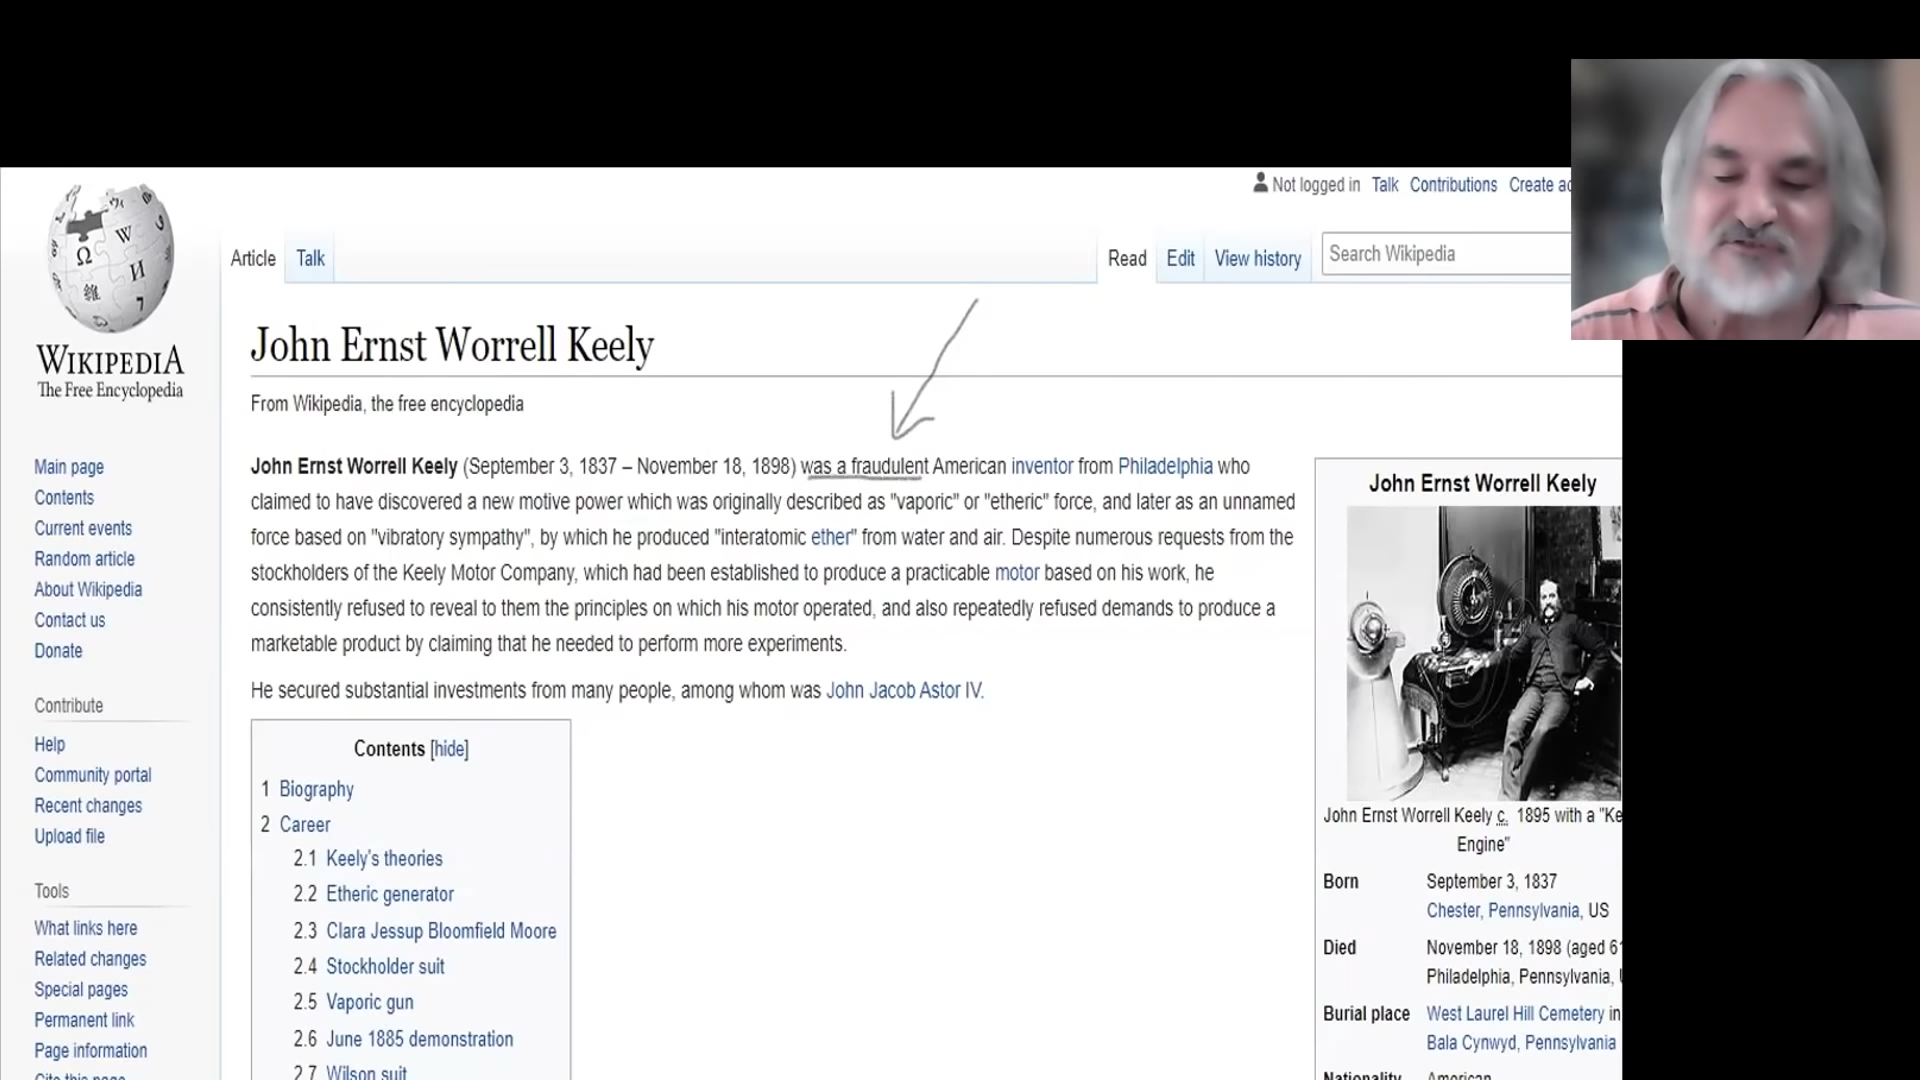 Not logged in Talk Contributions Create ac
Article Talk Read Edit View history Search Wikipedia
WIKIPEDIA
The Free Encyclopedia
John Ernst Worrell Keely
From Wikipedia, the free encyclopedia
John Ernst Worrell Keely (September 3, 1837 – November 18, 1898) was a fraudulent American inventor from Philadelphia who
claimed to have discovered a new motive power which was originally described as "vaporic" or "etheric" force, and later as an unnamed
force based on "vibratory sympathy", by which he produced "interatomic ether" from water and air. Despite numerous requests from the
stockholders of the Keely Motor Company, which had been established to produce a practicable motor based on his work, he
consistently refused to reveal to them the principles on which his motor operated, and also repeatedly refused demands to produce a
marketable product by claiming that he needed to perform more experiments.
He secured substantial investments from many people, among whom was John Jacob Astor IV.
Contents [hide]
1 Biography
2 Career
2.1 Keely's theories
2.2 Etheric generator
2.3 Clara Jessup Bloomfield Moore
2.4 Stockholder suit
2.5 Vaporic gun
2.6 June 1885 demonstration
2.7 Wilson suit
John Ernst Worrell Keely
John Ernst Worrell Keely c. 1895 with a "Ke
Engine"
Born September 3, 1837
Chester, Pennsylvania, US
Died November 18, 1898 (aged 61
Philadelphia, Pennsylvania,
Burial place West Laurel Hill Cemetery in
Bala Cynwyd, Pennsylvania
Nationality American
Main page
Contents
Current events
Random article
About Wikipedia
Contact us
Donate
Contribute
Help
Community portal
Recent changes
Upload file
Tools
What links here
Related changes
Special pages
Permanent link
Page information
Cite this page